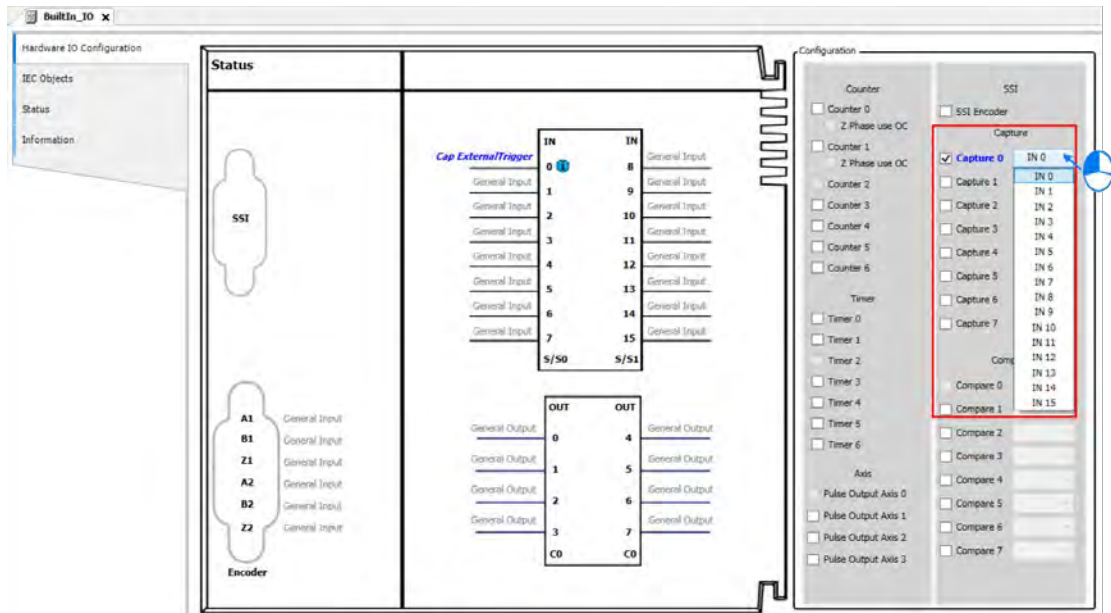 BuiltIn_IO x
Hardware IO Configuration
IEC Objects
Status
Information
Status
SSI
A1 General Input
B1 General Input
Z1 General Input
A2 General Input
B2 General Input
Z2 General Input
Encoder
IN IN
Cap ExternalTrigger 0 i 8 General Input
General Input 1 9 General Input
General Input 2 10 General Input
General Input 3 11 General Input
General Input 4 12 General Input
General Input 5 13 General Input
General Input 6 14 General Input
General Input 7 15 General Input
S/S0 S/S1
OUT OUT
General Output 0 4 General Output
General Output 1 5 General Output
General Output 2 6 General Output
General Output 3 7 General Output
C0 C0
Configuration
Counter
Counter 0
Z Phase use OC
Counter 1
Z Phase use OC
Counter 2
Counter 3
Counter 4
Counter 5
Counter 6
Timer
Timer 0
Timer 1
Timer 2
Timer 3
Timer 4
Timer 5
Timer 6
Axis
Pulse Output Axis 0
Pulse Output Axis 1
Pulse Output Axis 2
Pulse Output Axis 3
SSI
SSI Encoder
Capture
Capture 0 IN 0
Capture 1
Capture 2
Capture 3
Capture 4
Capture 5
Capture 6
Capture 7
IN 0
IN 1
IN 2
IN 3
IN 4
IN 5
IN 6
IN 7
IN 8
IN 9
IN 10
IN 11
IN 12
IN 13
IN 14
IN 15
Comp
Compare 0
Compare 1
Compare 2
Compare 3
Compare 4
Compare 5
Compare 6
Compare 7